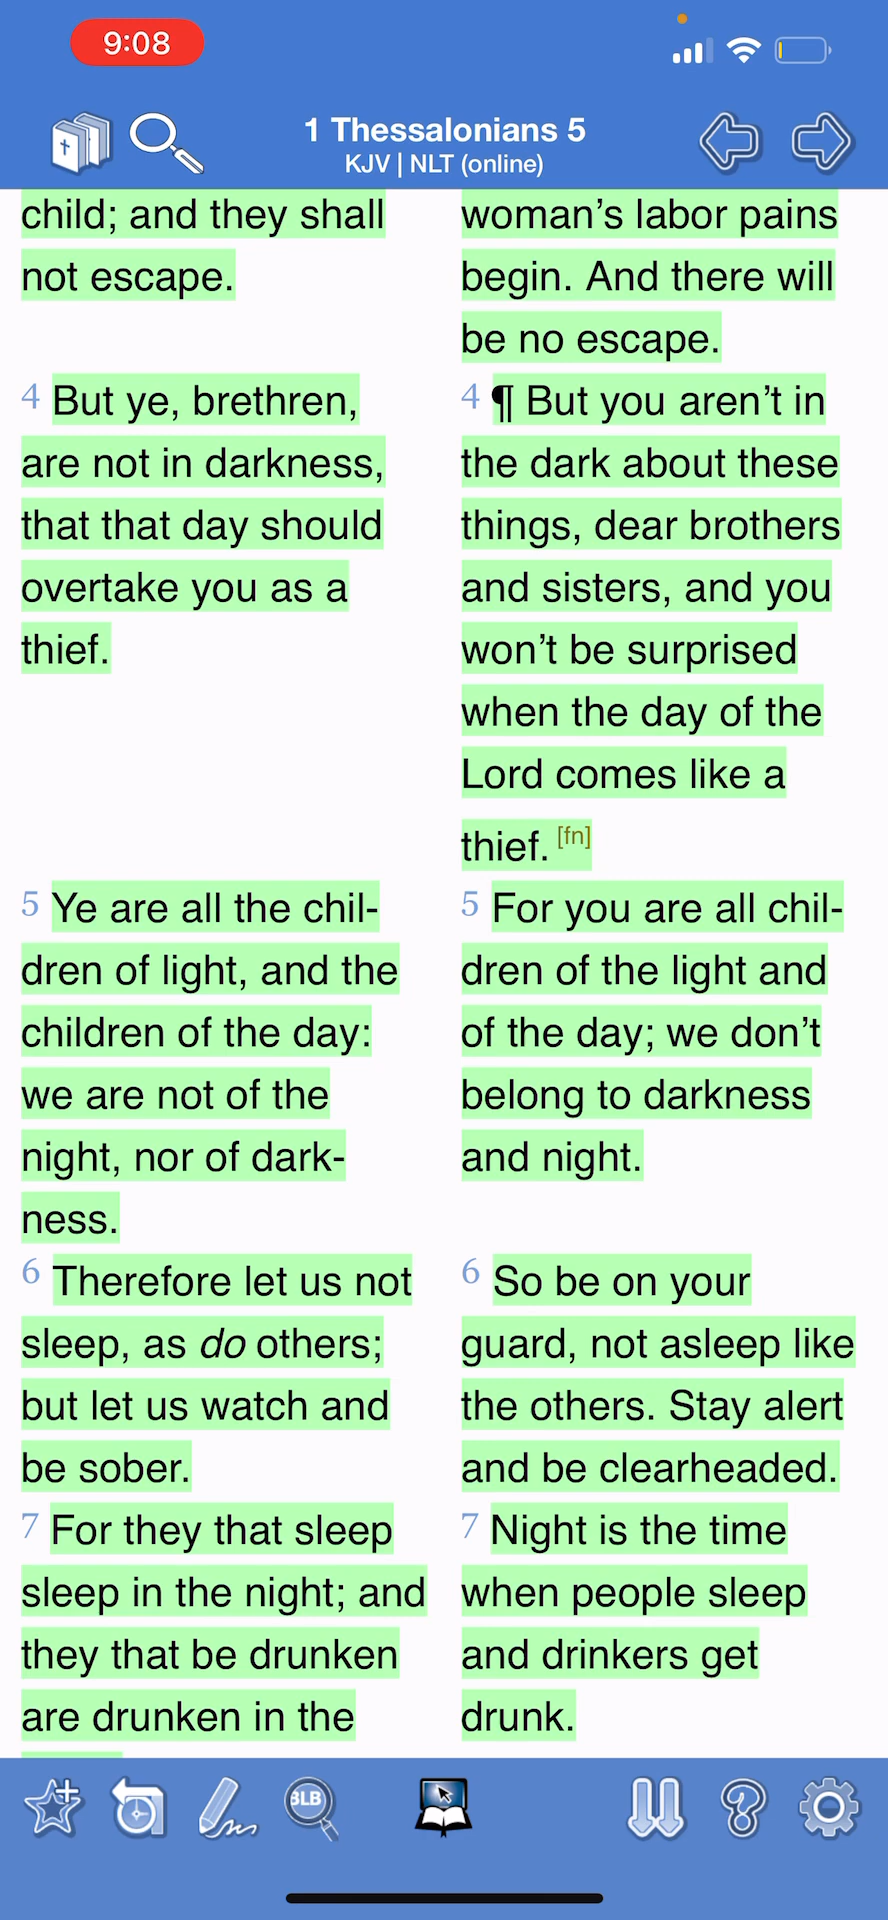 9:08
1 Thessalonians 5
KJV | NLT (online)
child; and they shall
not escape.
4 But ye, brethren,
are not in darkness,
that that day should
overtake you as a
thief.
5 Ye are all the chil-
dren of light, and the
children of the day:
we are not of the
night, nor of dark-
ness.
6 Therefore let us not
sleep, as do others;
but let us watch and
be sober.
7 For they that sleep
sleep in the night; and
they that be drunken
are drunken in the
woman’s labor pains
begin. And there will
be no escape.
4 ¶ But you aren’t in
the dark about these
things, dear brothers
and sisters, and you
won’t be surprised
when the day of the
Lord comes like a
thief. [fn]
5 For you are all chil-
dren of the light and
of the day; we don’t
belong to darkness
and night.
6 So be on your
guard, not asleep like
the others. Stay alert
and be clearheaded.
7 Night is the time
when people sleep
and drinkers get
drunk.
BLB